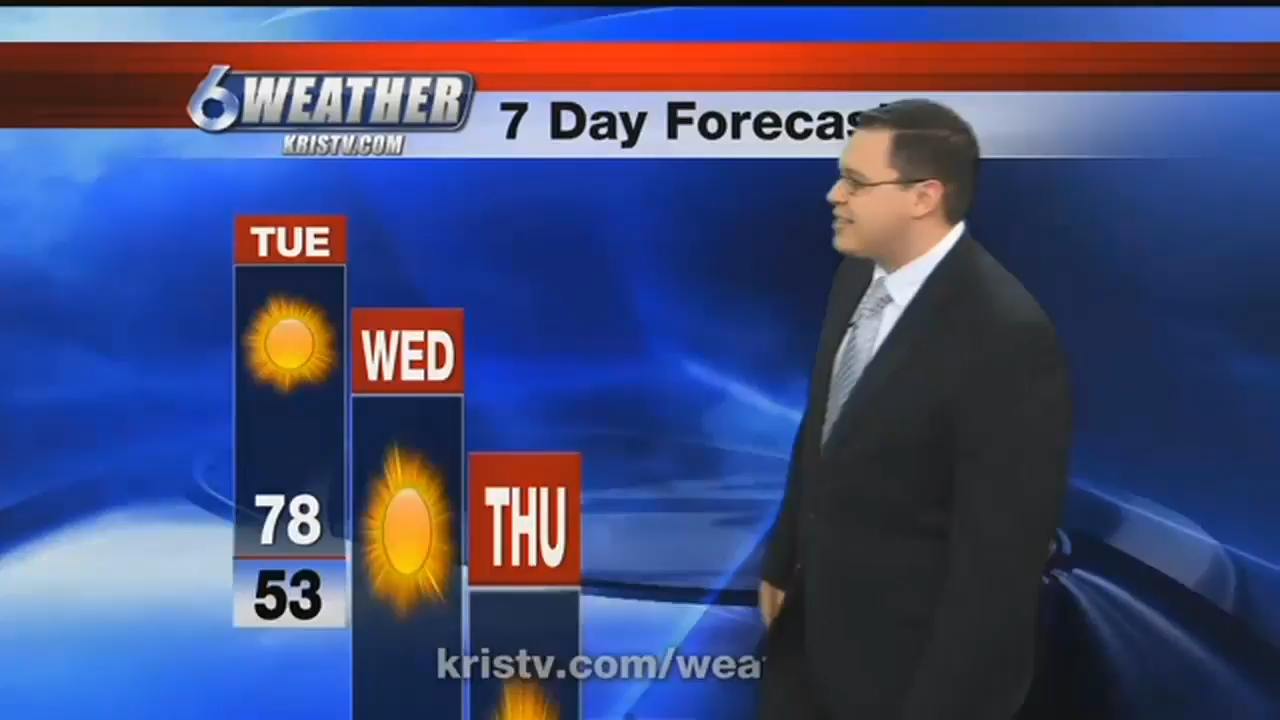 6 WEATHER
KRISTV.COM
7 Day Forecas
TUE
WED
THU
78
53
kristv.com/wea